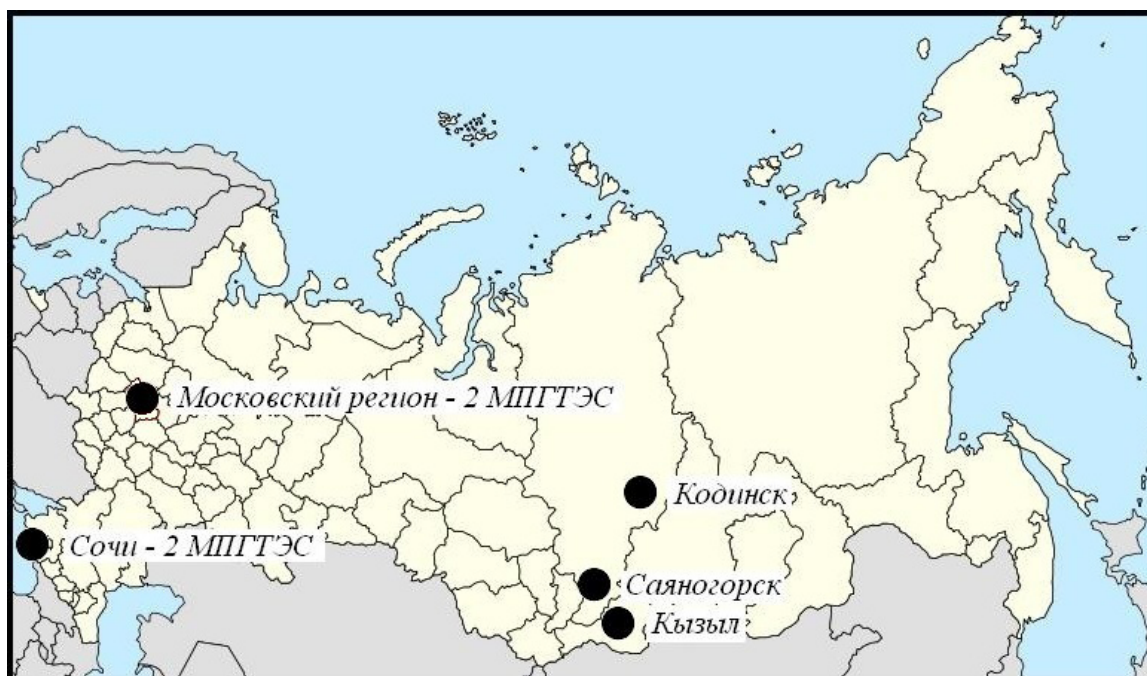 Московский регион - 2 МПГТЭС
Кодинск
Сочи - 2 МПГТЭС
Саяногорск
Кызыл